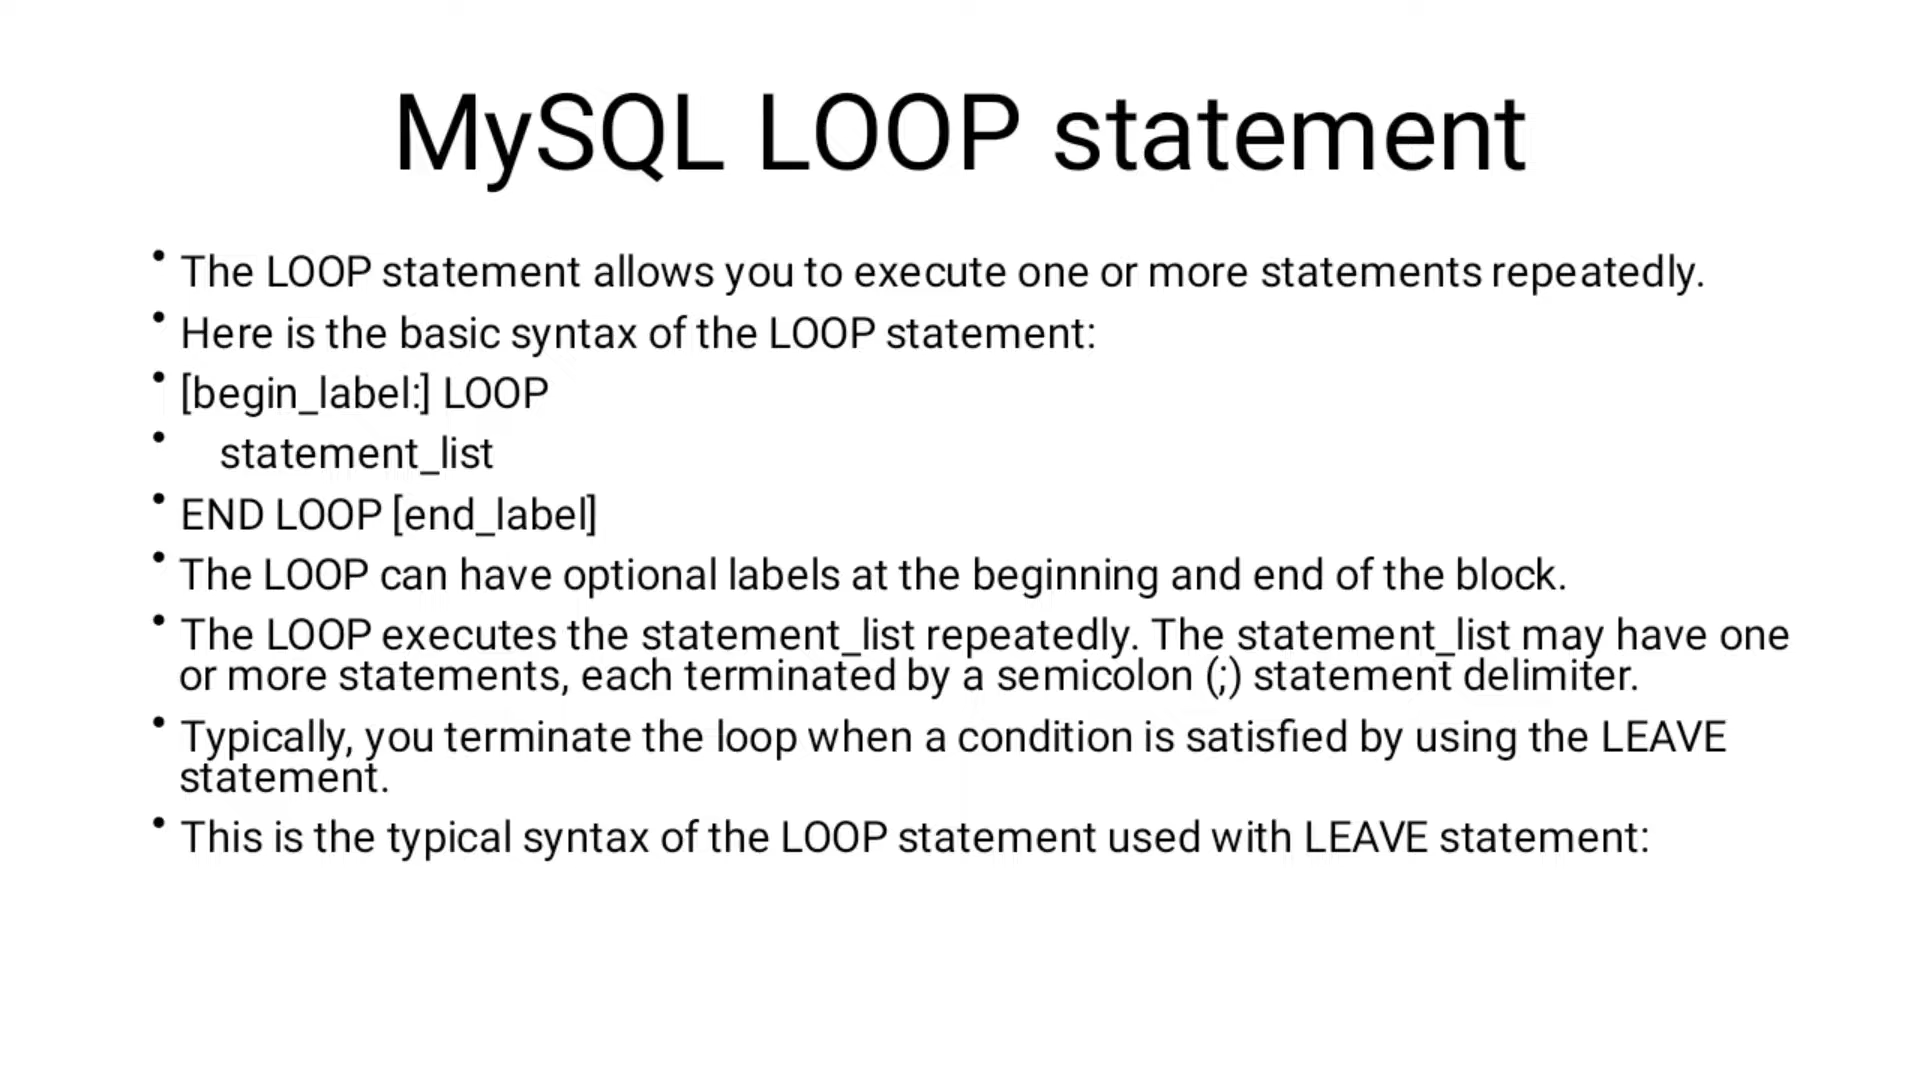 MySQL LOOP statement
• The LOOP statement allows you to execute one or more statements repeatedly.
• Here is the basic syntax of the LOOP statement:
• [begin_label:] LOOP
• statement_list
• END LOOP [end_label]
• The LOOP can have optional labels at the beginning and end of the block.
• The LOOP executes the statement_list repeatedly. The statement_list may have one
or more statements, each terminated by a semicolon (;) statement delimiter.
• Typically, you terminate the loop when a condition is satisfied by using the LEAVE
statement.
• This is the typical syntax of the LOOP statement used with LEAVE statement: